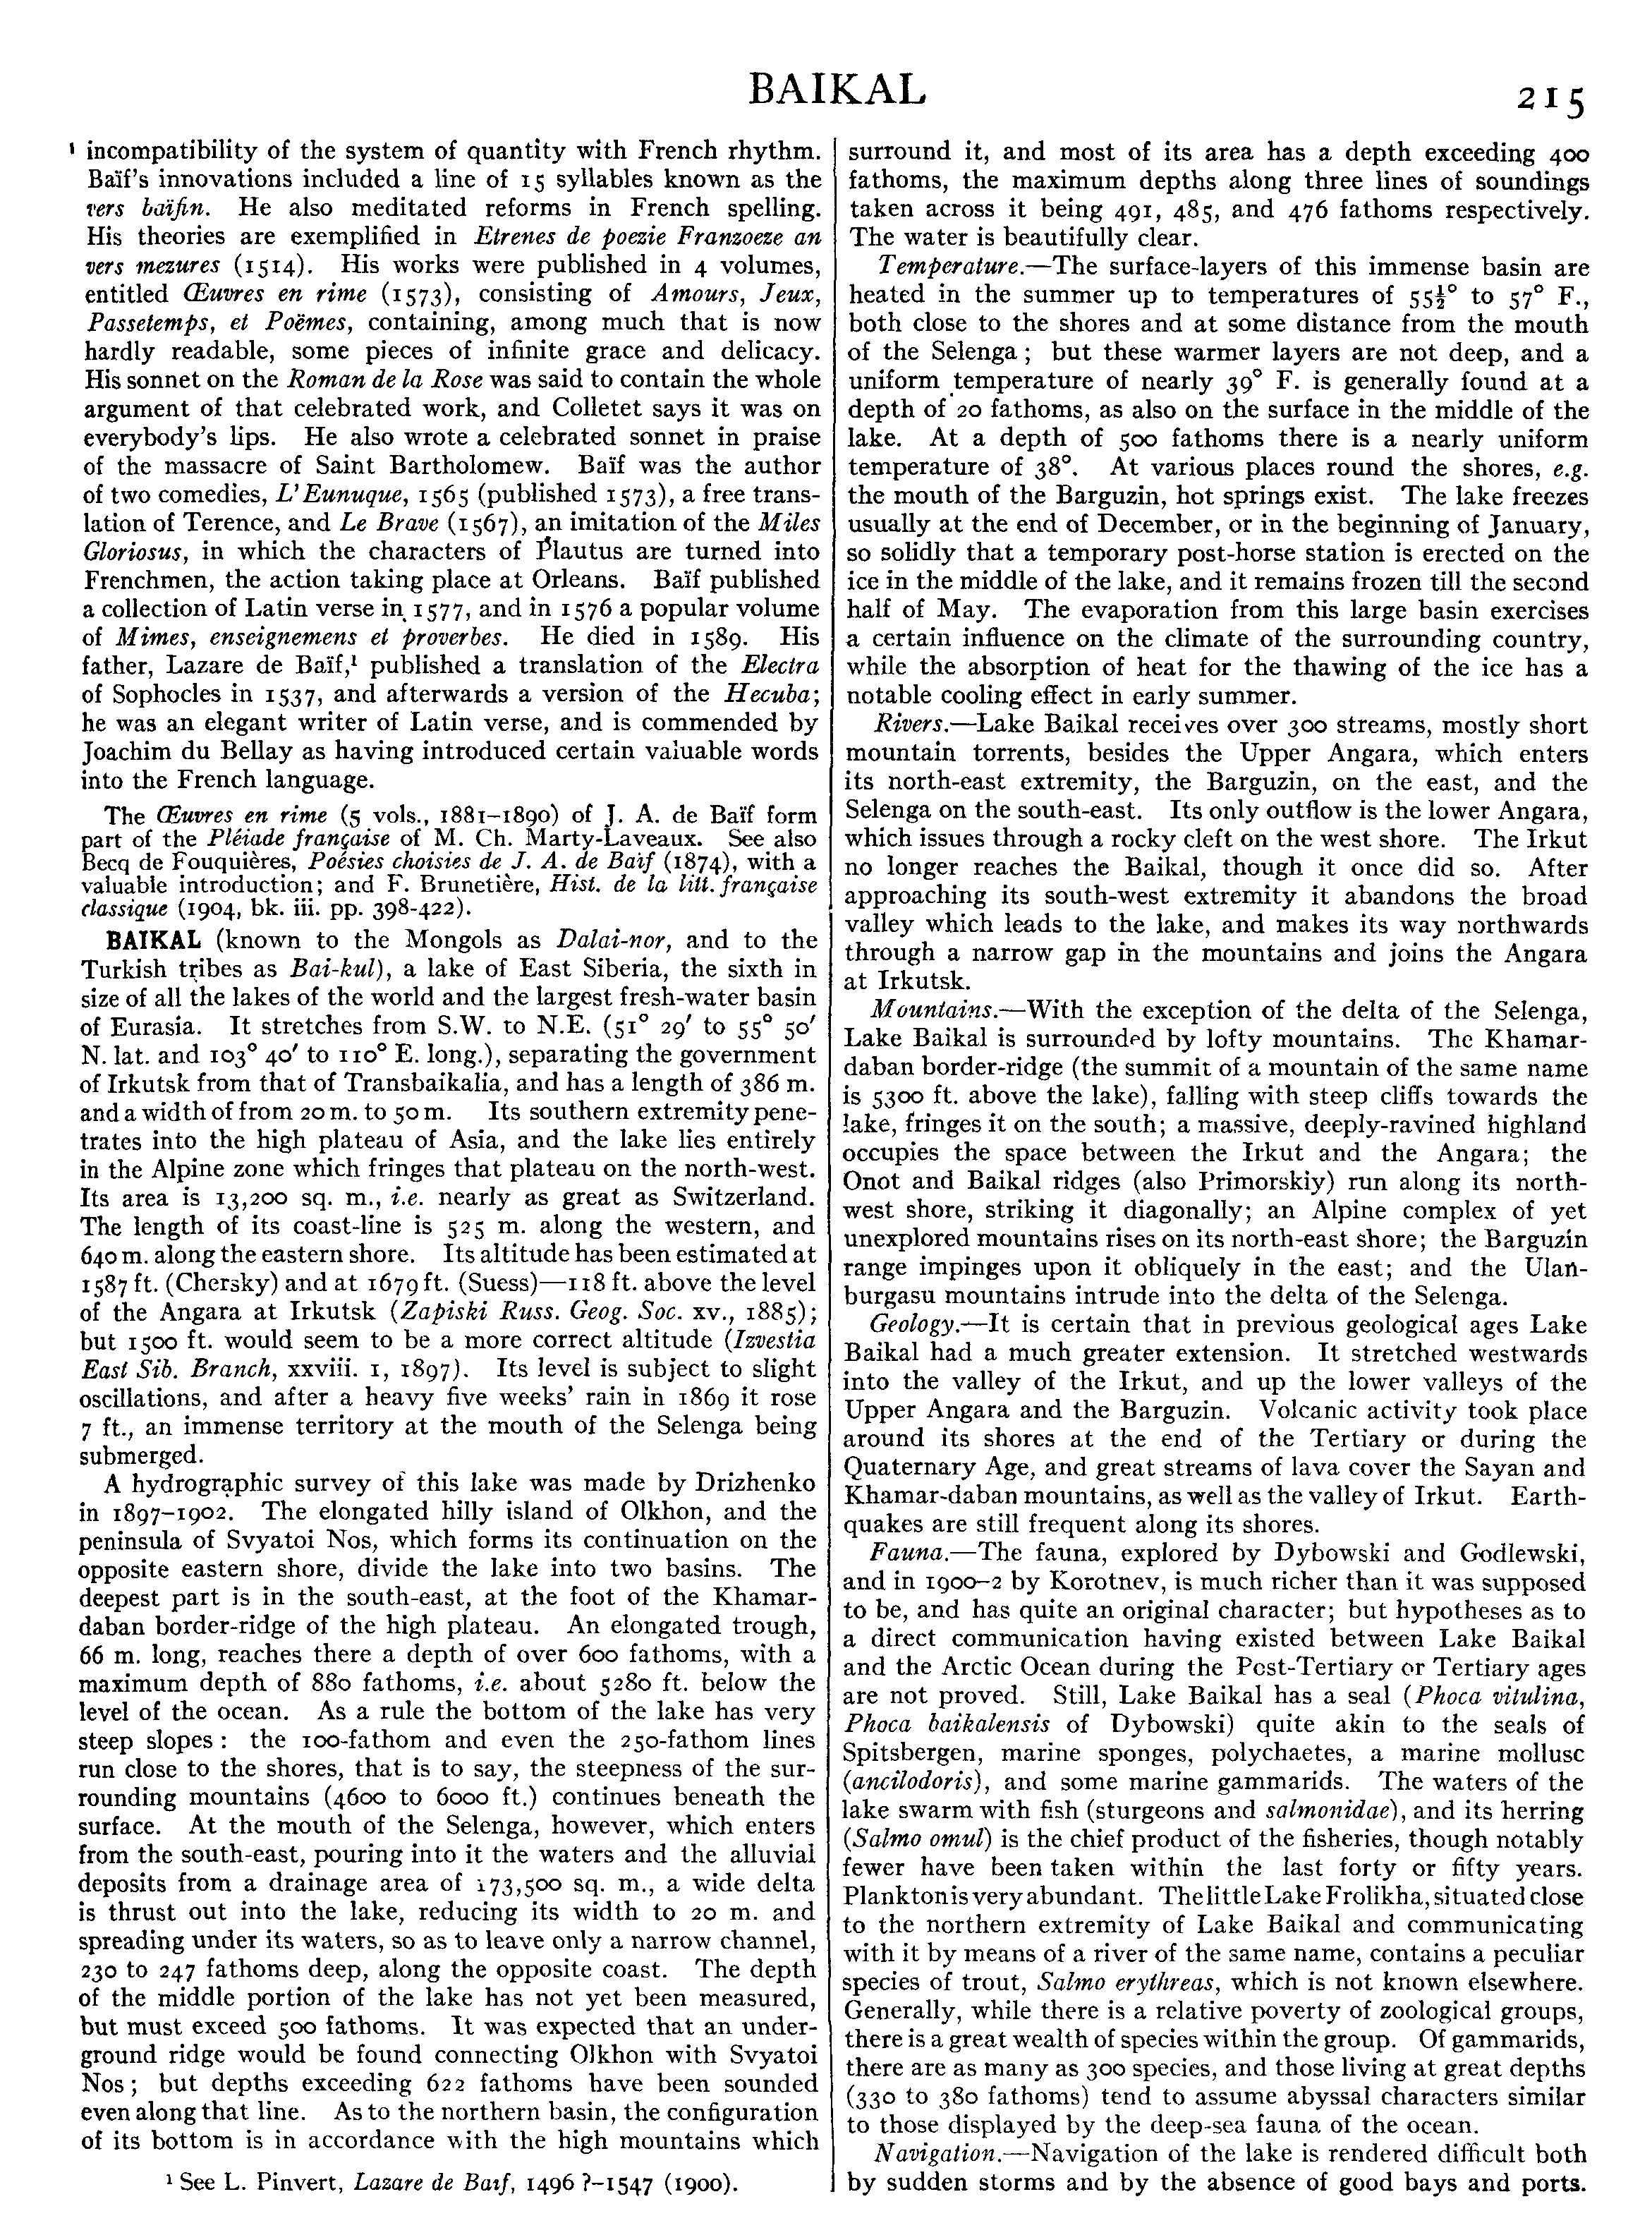 BAIKAL
215
incompatibility of the system of quantity with French rhythm.
Baïf's innovations included a line of 15 syllables known as the
vers baïfin. He also meditated reforms in French spelling.
His theories are exemplified in Etrenes de poezie Franzoeze an
vers mezures (1514). His works were published in 4 volumes,
entitled Œuvres en rime (1573), consisting of Amours, Jeux,
Passetemps, et Poëmes, containing, among much that is now
hardly readable, some pieces of infinite grace and delicacy.
His sonnet on the Roman de la Rose was said to contain the whole
argument of that celebrated work, and Colletet says it was on
everybody's lips. He also wrote a celebrated sonnet in praise
of the massacre of Saint Bartholomew. Baïf was the author
of two comedies, L'Eunuque, 1565 (published 1573), a free trans-
lation of Terence, and Le Brave (1567), an imitation of the Miles
Gloriosus, in which the characters of Plautus are turned into
Frenchmen, the action taking place at Orleans. Baïf published
a collection of Latin verse in 1577, and in 1576 a popular volume
of Mimes, enseignemens et proverbes. He died in 1589. His
father, Lazare de Baïf,¹ published a translation of the Electra
of Sophocles in 1537, and afterwards a version of the Hecuba;
he was an elegant writer of Latin verse, and is commended by
Joachim du Bellay as having introduced certain valuable words
into the French language.
The Œuvres en rime (5 vols., 1881–1890) of J. A. de Baïf form
part of the Pléiade française of M. Ch. Marty-Laveaux. See also
Becq de Fouquières, Poésies choisies de J. A. de Baïf (1874), with a
valuable introduction; and F. Brunetière, Hist. de la litt. française
classique (1904, bk. iii. pp. 398-422).
BAIKAL (known to the Mongols as Dalai-nor, and to the
Turkish tribes as Bai-kul), a lake of East Siberia, the sixth in
size of all the lakes of the world and the largest fresh-water basin
of Eurasia. It stretches from S.W. to N.E. (51° 29′ to 55° 50′
N. lat. and 103° 40′ to 110° E. long.), separating the government
of Irkutsk from that of Transbaikalia, and has a length of 386 m.
and a width of from 20 m. to 50 m. Its southern extremity pene-
trates into the high plateau of Asia, and the lake lies entirely
in the Alpine zone which fringes that plateau on the north-west.
Its area is 13,200 sq. m., i.e. nearly as great as Switzerland.
The length of its coast-line is 525 m. along the western, and
640 m. along the eastern shore. Its altitude has been estimated at
1587 ft. (Chersky) and at 1679 ft. (Suess)—118 ft. above the level
of the Angara at Irkutsk (Zapiski Russ. Geog. Soc. xv., 1885);
but 1500 ft. would seem to be a more correct altitude (Izvestia
East Sib. Branch, xxviii. 1, 1897). Its level is subject to slight
oscillations, and after a heavy five weeks' rain in 1869 it rose
7 ft., an immense territory at the mouth of the Selenga being
submerged.
A hydrographic survey of this lake was made by Drizhenko
in 1897–1902. The elongated hilly island of Olkhon, and the
peninsula of Svyatoi Nos, which forms its continuation on the
opposite eastern shore, divide the lake into two basins. The
deepest part is in the south-east, at the foot of the Khamar-
daban border-ridge of the high plateau. An elongated trough,
66 m. long, reaches there a depth of over 600 fathoms, with a
maximum depth of 880 fathoms, i.e. about 5280 ft. below the
level of the ocean. As a rule the bottom of the lake has very
steep slopes: the 100-fathom and even the 250-fathom lines
run close to the shores, that is to say, the steepness of the sur-
rounding mountains (4600 to 6000 ft.) continues beneath the
surface. At the mouth of the Selenga, however, which enters
from the south-east, pouring into it the waters and the alluvial
deposits from a drainage area of 173,500 sq. m., a wide delta
is thrust out into the lake, reducing its width to 20 m. and
spreading under its waters, so as to leave only a narrow channel,
230 to 247 fathoms deep, along the opposite coast. The depth
of the middle portion of the lake has not yet been measured,
but must exceed 500 fathoms. It was expected that an under-
ground ridge would be found connecting Olkhon with Svyatoi
Nos; but depths exceeding 622 fathoms have been sounded
even along that line. As to the northern basin, the configuration
of its bottom is in accordance with the high mountains which
¹ See L. Pinvert, Lazare de Baïf, 1496 ?–1547 (1900).
surround it, and most of its area has a depth exceeding 400
fathoms, the maximum depths along three lines of soundings
taken across it being 491, 485, and 476 fathoms respectively.
The water is beautifully clear.
Temperature.—The surface-layers of this immense basin are
heated in the summer up to temperatures of 55½° to 57° F.,
both close to the shores and at some distance from the mouth
of the Selenga; but these warmer layers are not deep, and a
uniform temperature of nearly 39° F. is generally found at a
depth of 20 fathoms, as also on the surface in the middle of the
lake. At a depth of 500 fathoms there is a nearly uniform
temperature of 38°. At various places round the shores, e.g.
the mouth of the Barguzin, hot springs exist. The lake freezes
usually at the end of December, or in the beginning of January,
so solidly that a temporary post-horse station is erected on the
ice in the middle of the lake, and it remains frozen till the second
half of May. The evaporation from this large basin exercises
a certain influence on the climate of the surrounding country,
while the absorption of heat for the thawing of the ice has a
notable cooling effect in early summer.
Rivers.—Lake Baikal receives over 300 streams, mostly short
mountain torrents, besides the Upper Angara, which enters
its north-east extremity, the Barguzin, on the east, and the
Selenga on the south-east. Its only outflow is the lower Angara,
which issues through a rocky cleft on the west shore. The Irkut
no longer reaches the Baikal, though it once did so. After
approaching its south-west extremity it abandons the broad
valley which leads to the lake, and makes its way northwards
through a narrow gap in the mountains and joins the Angara
at Irkutsk.
Mountains.—With the exception of the delta of the Selenga,
Lake Baikal is surrounded by lofty mountains. The Khamar-
daban border-ridge (the summit of a mountain of the same name
is 5300 ft. above the lake), falling with steep cliffs towards the
lake, fringes it on the south; a massive, deeply-ravined highland
occupies the space between the Irkut and the Angara; the
Onot and Baikal ridges (also Primorskiy) run along its north-
west shore, striking it diagonally; an Alpine complex of yet
unexplored mountains rises on its north-east shore; the Barguzin
range impinges upon it obliquely in the east; and the Ulan-
burgasu mountains intrude into the delta of the Selenga.
Geology.—It is certain that in previous geological ages Lake
Baikal had a much greater extension. It stretched westwards
into the valley of the Irkut, and up the lower valleys of the
Upper Angara and the Barguzin. Volcanic activity took place
around its shores at the end of the Tertiary or during the
Quaternary Age, and great streams of lava cover the Sayan and
Khamar-daban mountains, as well as the valley of Irkut. Earth-
quakes are still frequent along its shores.
Fauna.—The fauna, explored by Dybowski and Godlewski,
and in 1900–2 by Korotnev, is much richer than it was supposed
to be, and has quite an original character; but hypotheses as to
a direct communication having existed between Lake Baikal
and the Arctic Ocean during the Post-Tertiary or Tertiary ages
are not proved. Still, Lake Baikal has a seal (Phoca vitulina,
Phoca baikalensis of Dybowski) quite akin to the seals of
Spitsbergen, marine sponges, polychaetes, a marine mollusc
(ancilodoris), and some marine gammarids. The waters of the
lake swarm with fish (sturgeons and salmonidae), and its herring
(Salmo omul) is the chief product of the fisheries, though notably
fewer have been taken within the last forty or fifty years.
Plankton is very abundant. The little Lake Frolikha, situated close
to the northern extremity of Lake Baikal and communicating
with it by means of a river of the same name, contains a peculiar
species of trout, Salmo erythreas, which is not known elsewhere.
Generally, while there is a relative poverty of zoological groups,
there is a great wealth of species within the group. Of gammarids,
there are as many as 300 species, and those living at great depths
(330 to 380 fathoms) tend to assume abyssal characters similar
to those displayed by the deep-sea fauna of the ocean.
Navigation.—Navigation of the lake is rendered difficult both
by sudden storms and by the absence of good bays and ports.